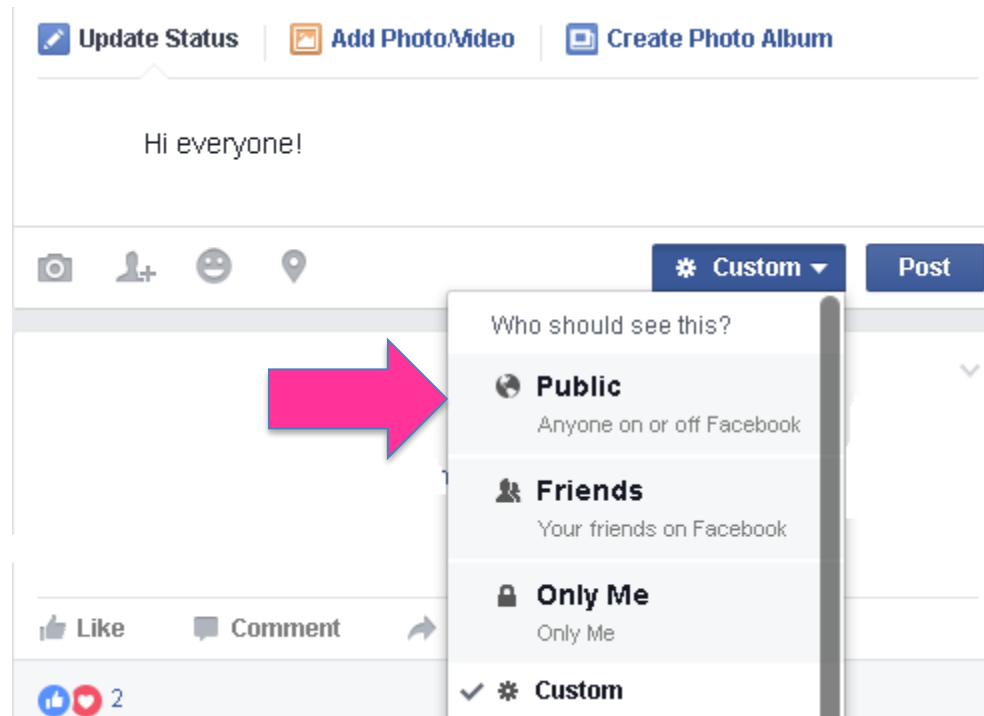 Update Status Add Photo/Video Create Photo Album
Hi everyone!
Custom Post
Who should see this?
Public
Anyone on or off Facebook
Friends
Your friends on Facebook
Only Me
Only Me
Like Comment
Custom
2